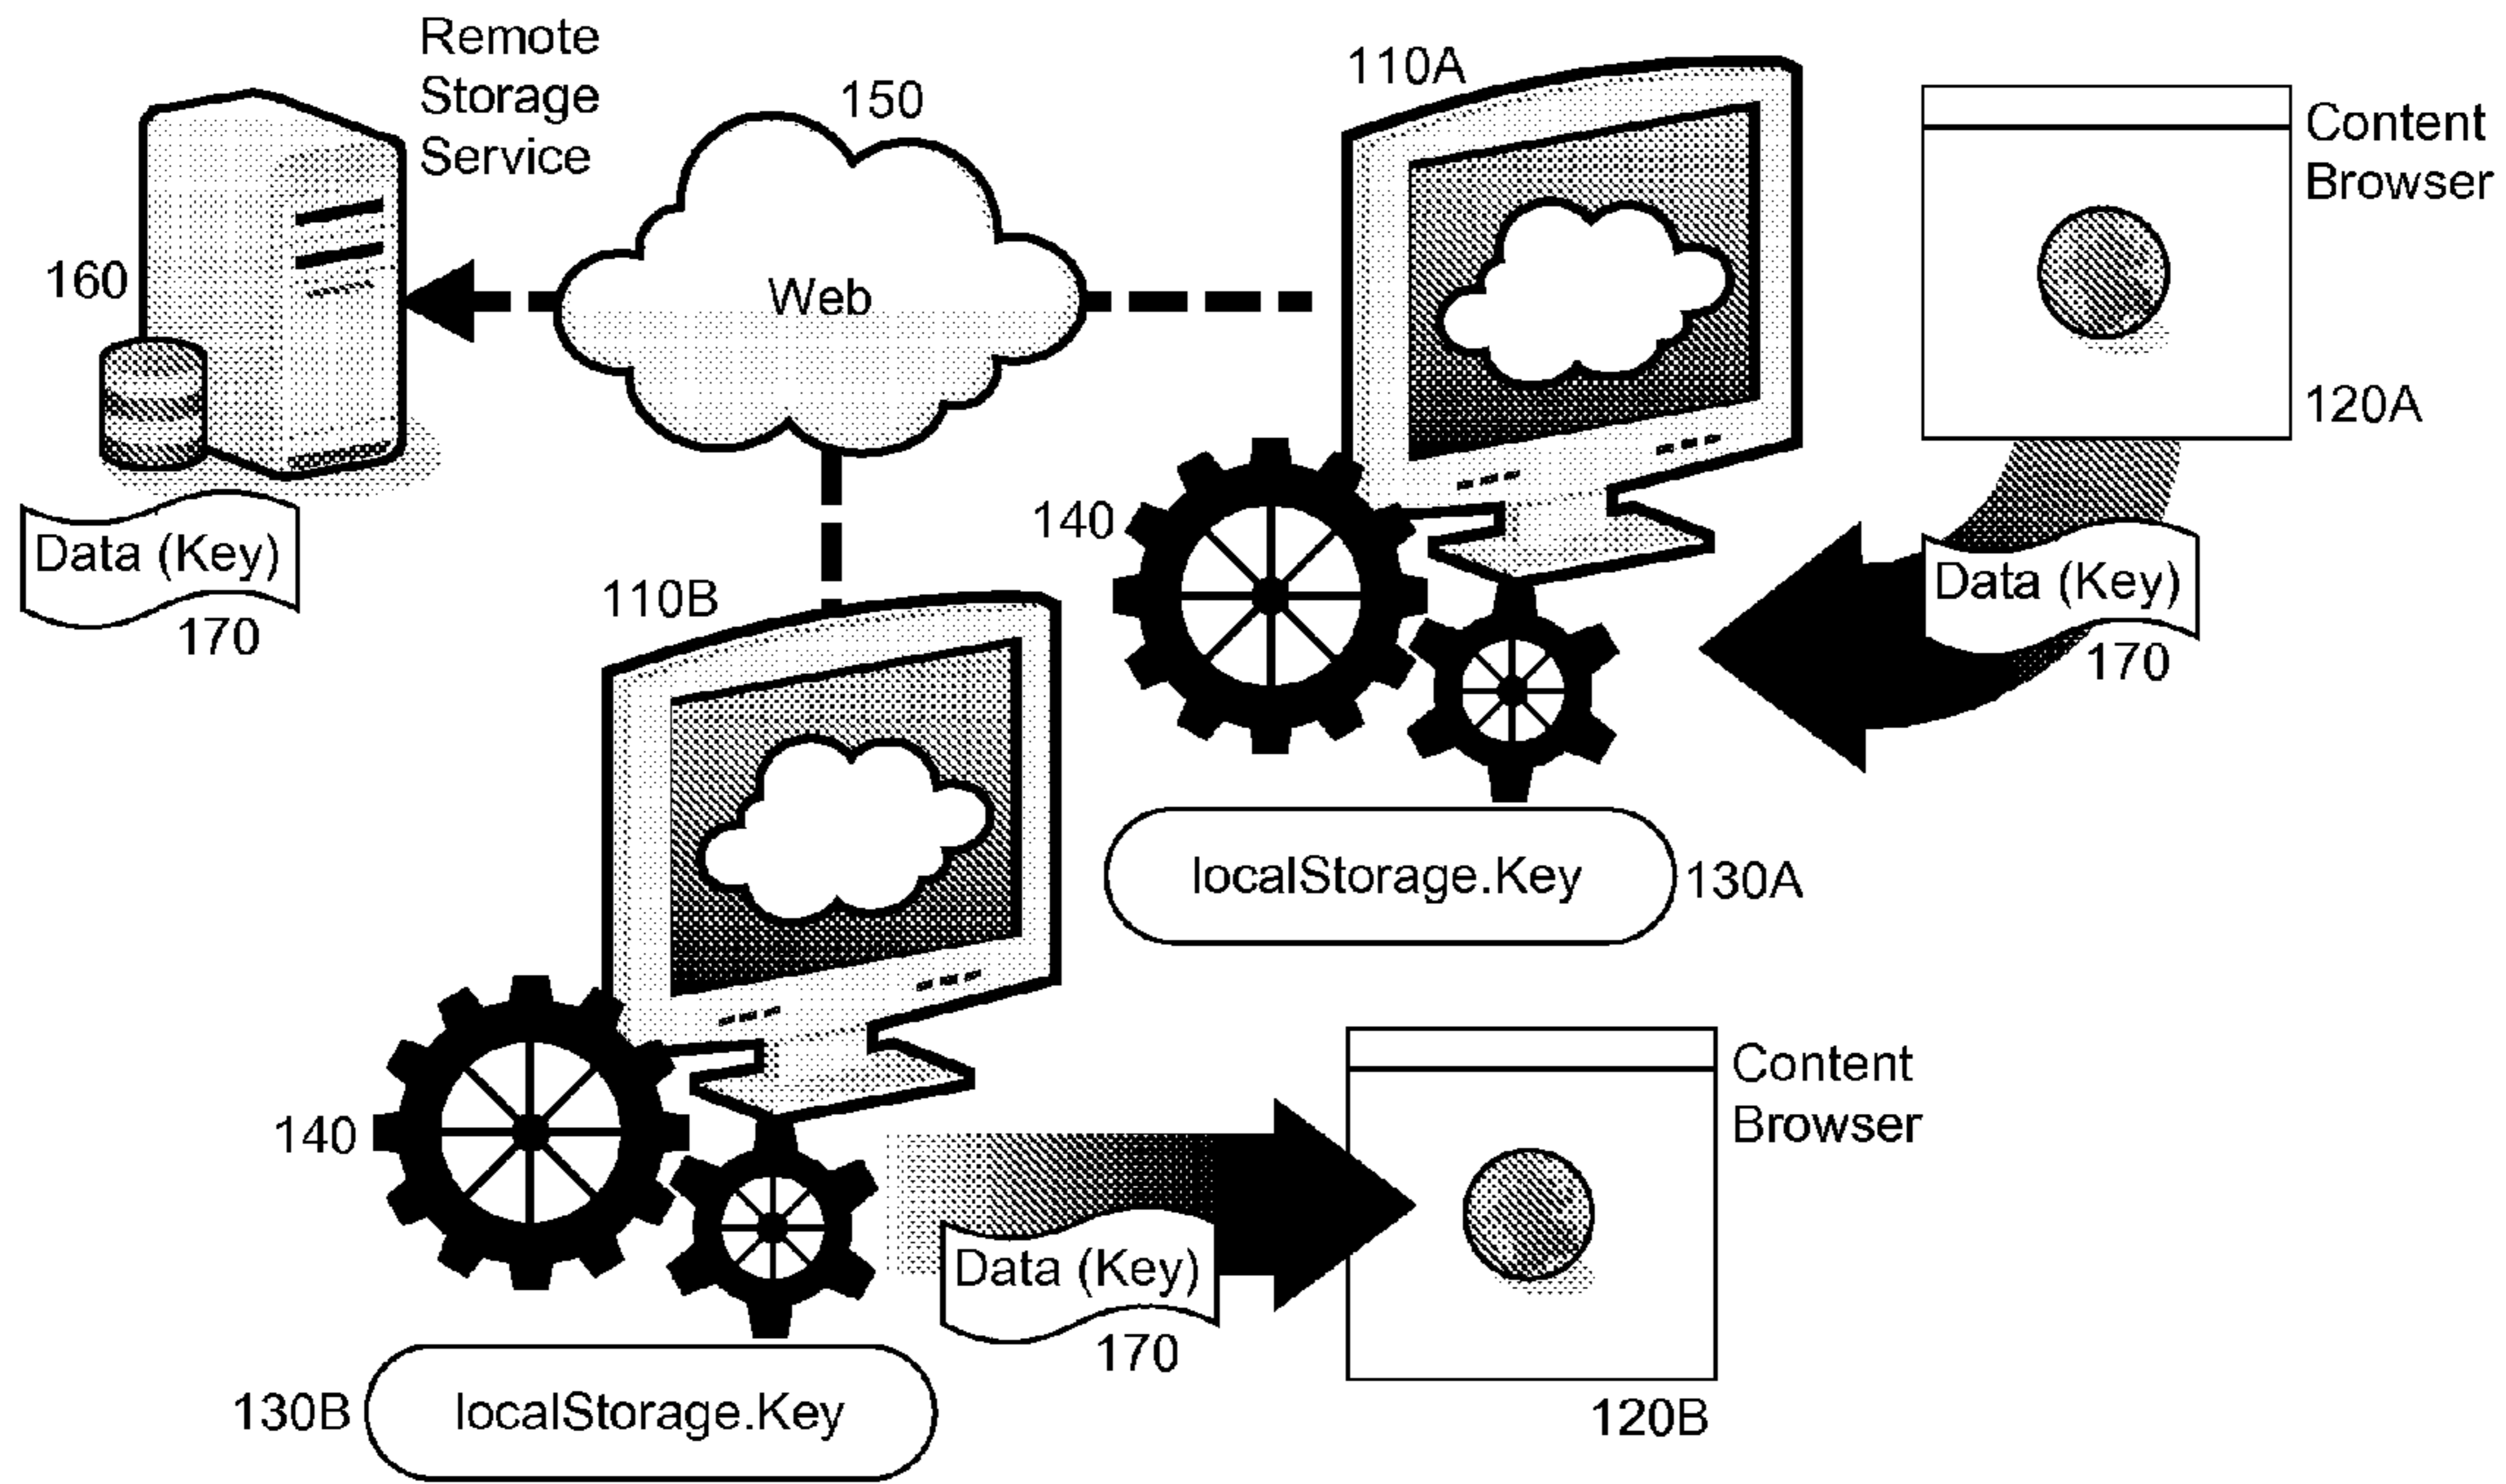 Remote
Storage
Service
150
110A
Content
Browser
160
Web
120A
140
Data (Key)
170
110B
Data (Key)
170
localStorage.Key
130A
Content
Browser
140
Data (Key)
170
130B
localStorage.Key
120B